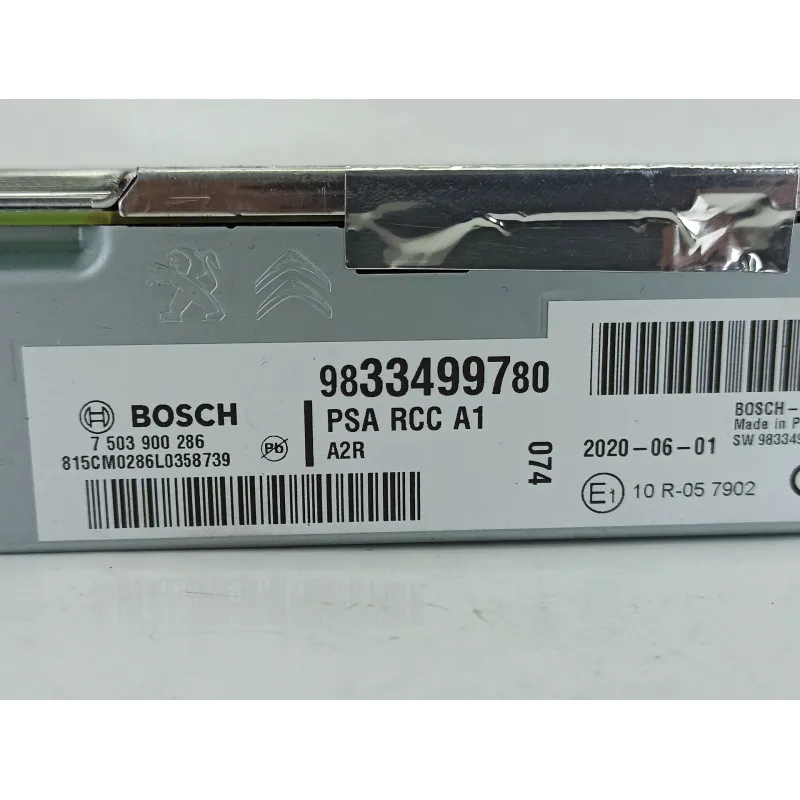 9833499780
BOSCH
PSA RCC A1
7 503 900 286
A2R
815CM0286L0358739
Pb
074
BOSCH-
Made in P
2020-06-01
SW 983349
E1 10 R-05 7902